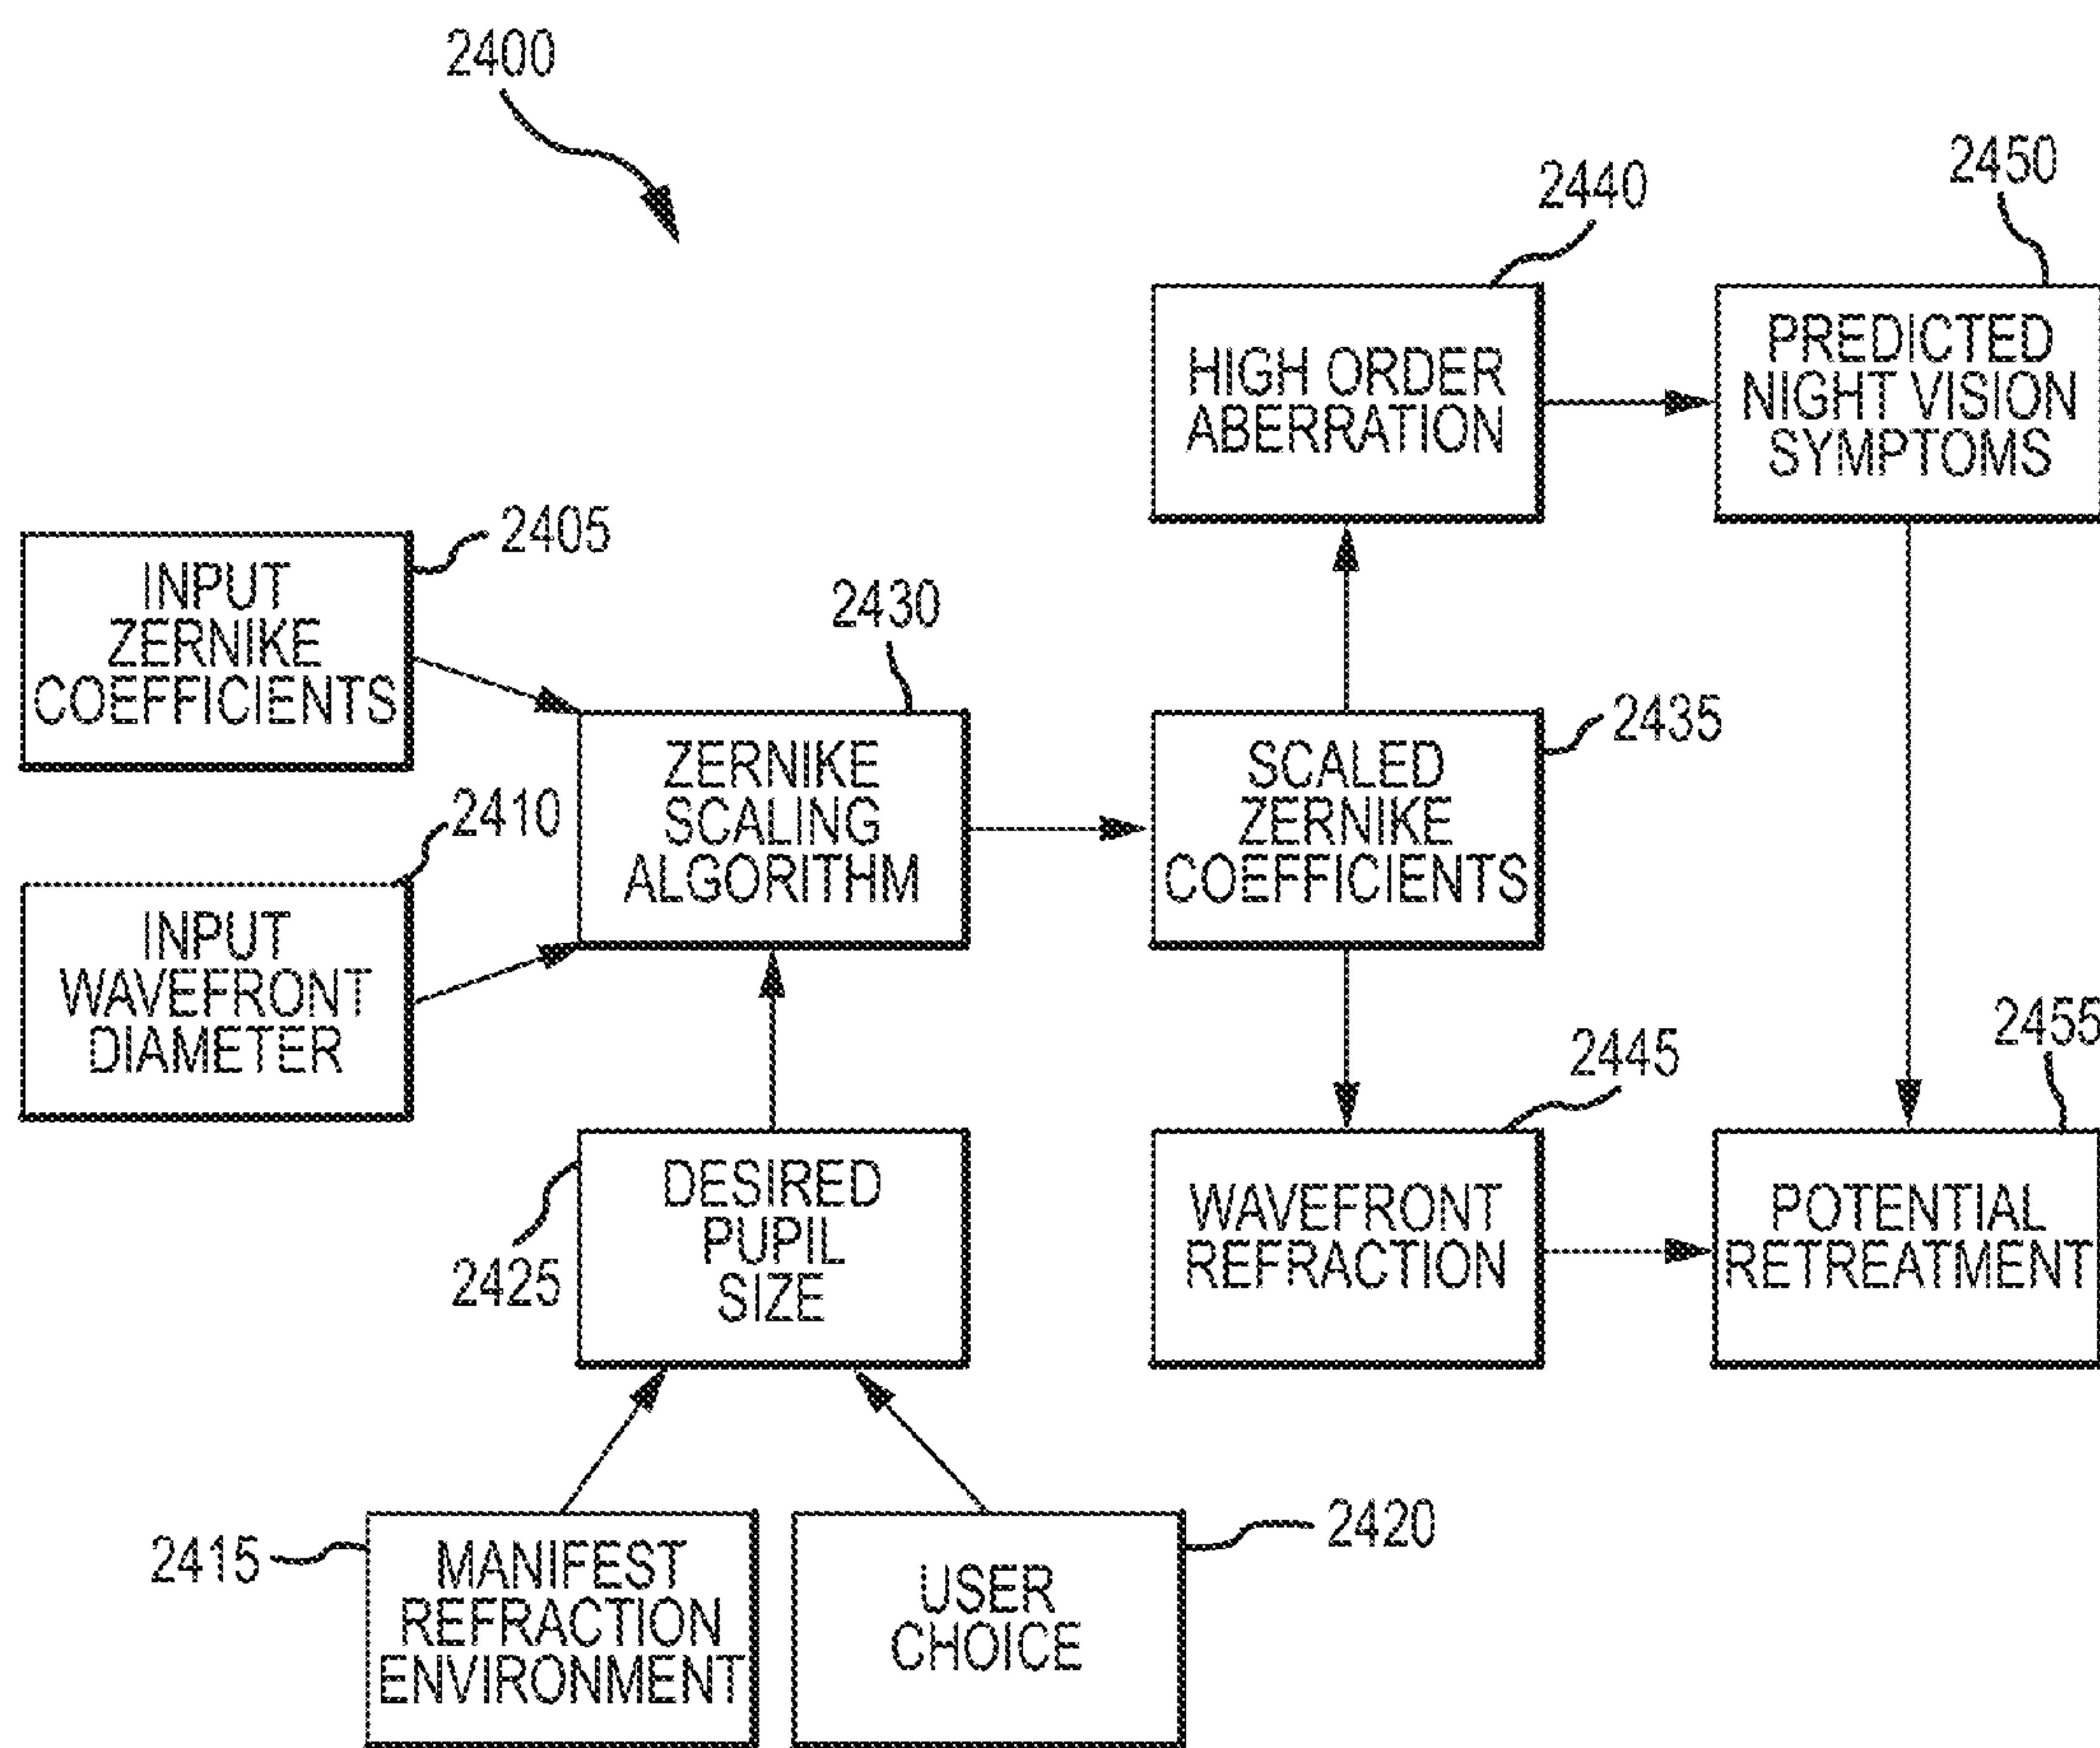 2400
2440
2450
HIGH ORDER
ABERRATION
PREDICTED
NIGHT VISION
SYMPTOMS
2405
INPUT
ZERNIKE
COEFFICIENTS
2430
2435
ZERNIKE
SCALING
ALGORITHM
SCALED
ZERNIKE
COEFFICIENTS
2410
INPUT
WAVEFRONT
DIAMETER
2425
DESIRED
PUPIL
SIZE
2445
WAVEFRONT
REFRACTION
2455
POTENTIAL
RETREATMENT
2415
MANIFEST
REFRACTION
ENVIRONMENT
2420
USER
CHOICE